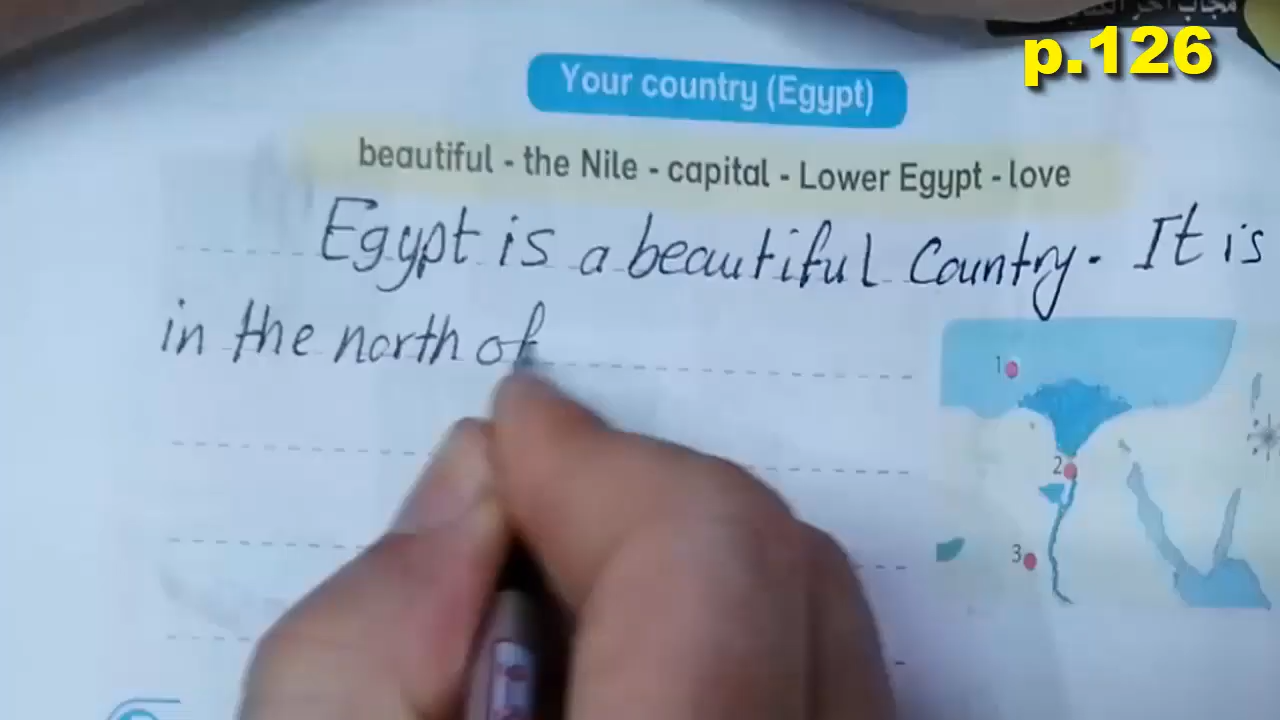 p.126
Your country (Egypt)
beautiful - the Nile - capital - Lower Egypt - love
Egypt is a beautiful Country. It is
in the north of
1
2
3